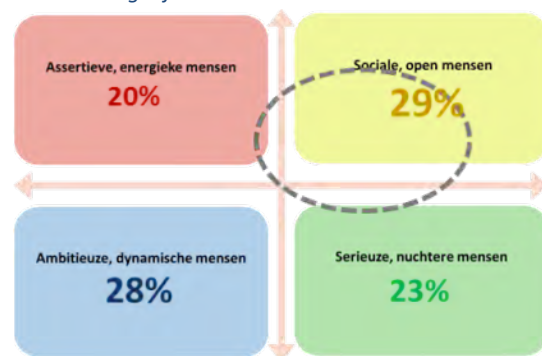 Assertieve, energieke mensen
20%
Sociale, open mensen
29%
Ambitieuze, dynamische mensen
28%
Serieuze, nuchtere mensen
23%